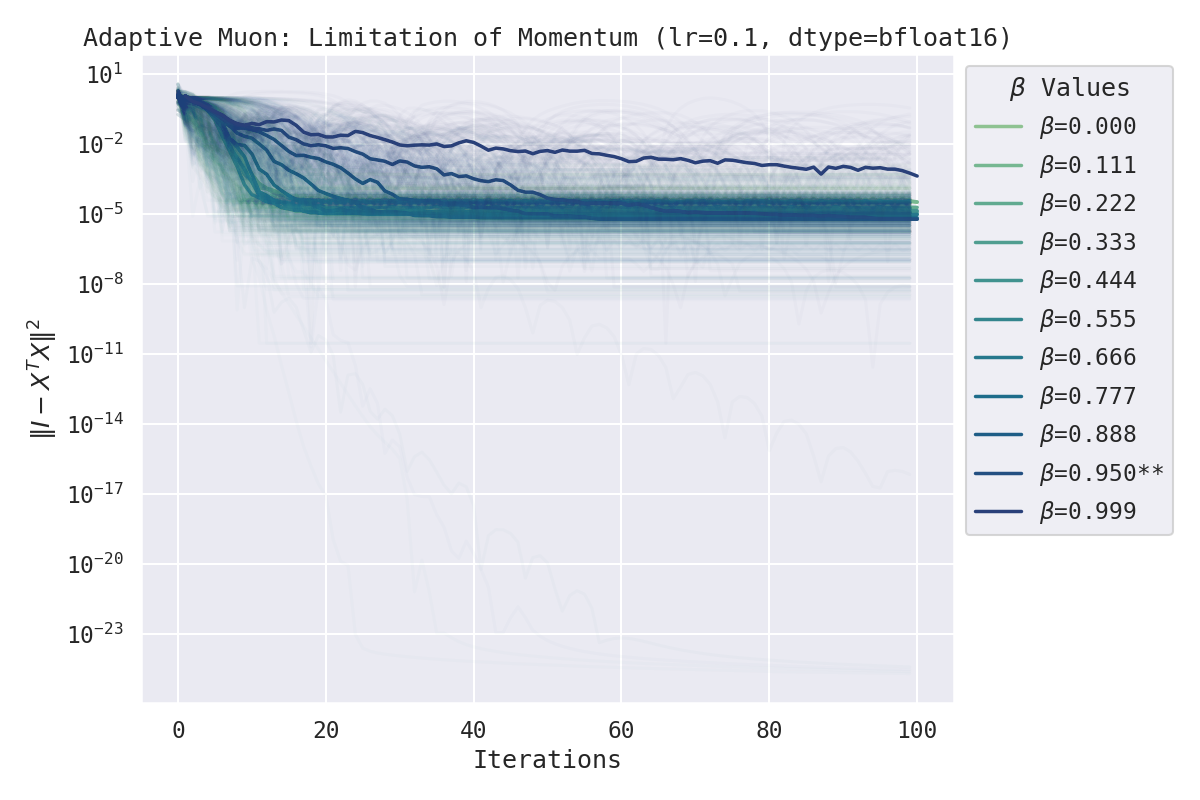 Adaptive Muon: Limitation of Momentum (lr=0.1, dtype=bfloat16)
10¹
10⁻²
10⁻⁵
10⁻⁸
10⁻¹¹
10⁻¹⁴
10⁻¹⁷
10⁻²⁰
10⁻²³
‖I − XᵀX‖²
0 20 40 60 80 100
Iterations
β Values
β=0.000
β=0.111
β=0.222
β=0.333
β=0.444
β=0.555
β=0.666
β=0.777
β=0.888
β=0.950**
β=0.999